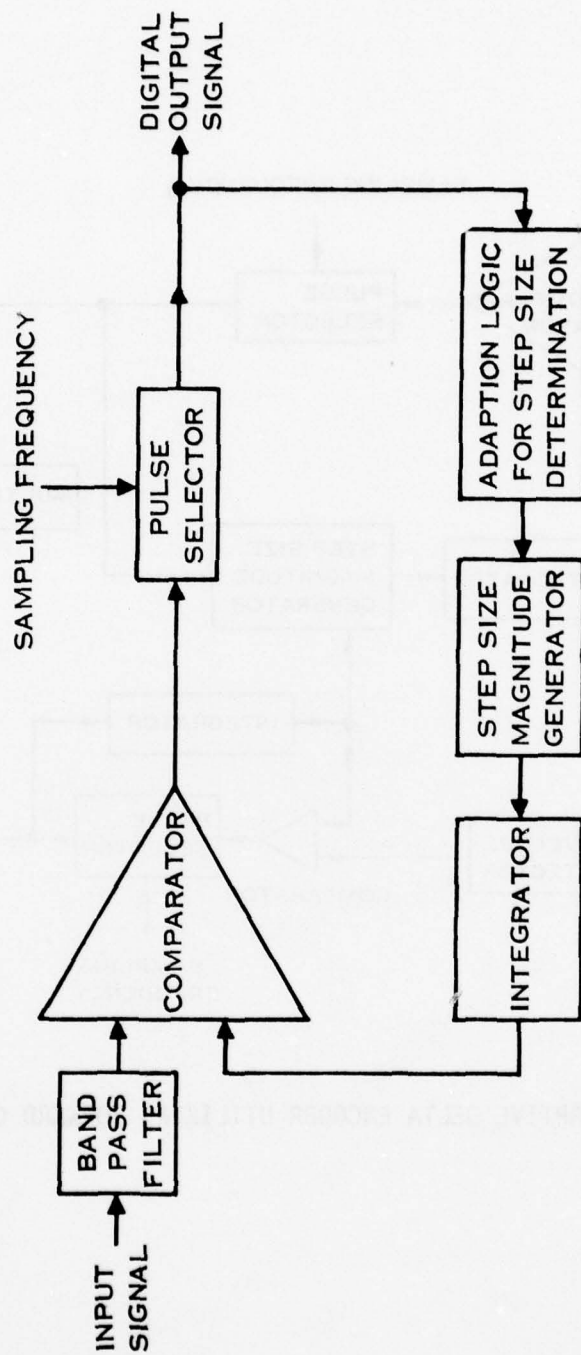 INPUT
SIGNAL
BAND
PASS
FILTER
COMPARATOR
SAMPLING FREQUENCY
PULSE
SELECTOR
DIGITAL
OUTPUT
SIGNAL
INTEGRATOR
STEP SIZE
MAGNITUDE
GENERATOR
ADAPTION LOGIC
FOR STEP SIZE
DETERMINATION